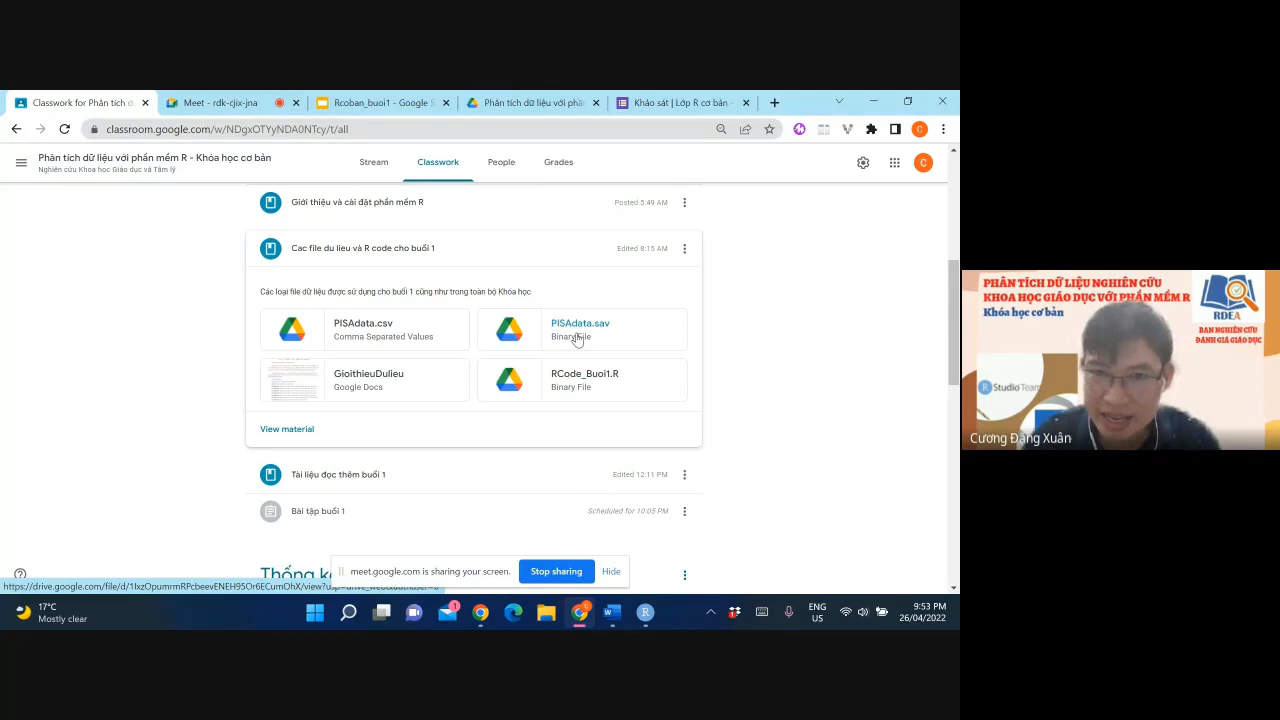 Classwork for Phân tích d
Meet - rdk-cjix-jna
Rcoban_buoi1 - Google S
Phân tích dữ liệu với phần
Khảo sát | Lớp R cơ bản -
classroom.google.com/w/NDgxOTYyNDA0NTcy/t/all
C
Phân tích dữ liệu với phần mềm R - Khóa học cơ bản
Nghiên cứu Khoa học Giáo dục và Tâm lý
Stream
Classwork
People
Grades
C
Giới thiệu và cài đặt phần mềm R
Posted 5:49 AM
Cac file du lieu và R code cho buổi 1
Edited 8:15 AM
Các loại file dữ liệu được sử dụng cho buổi 1 cũng như trong toàn bộ Khóa học
PISAdata.csv
Comma Separated Values
PISAdata.sav
Binary File
GioithieuDulieu
Google Docs
RCode_Buoi1.R
Binary File
View material
Tài liệu đọc thêm buổi 1
Edited 12:11 PM
Bài tập buổi 1
Scheduled for 10:05 PM
Thống kê
meet.google.com is sharing your screen.
Stop sharing
Hide
17°C
Mostly clear
ENG
US
9:53 PM
26/04/2022
PHÂN TÍCH DỮ LIỆU NGHIÊN CỨU
KHOA HỌC GIÁO DỤC VỚI PHẦN MỀM R
Khóa học cơ bản
RDEA
BAN NGHIÊN CỨU
ĐÁNH GIÁ GIÁO DỤC
R Studio Team
Cương Đặng Xuân